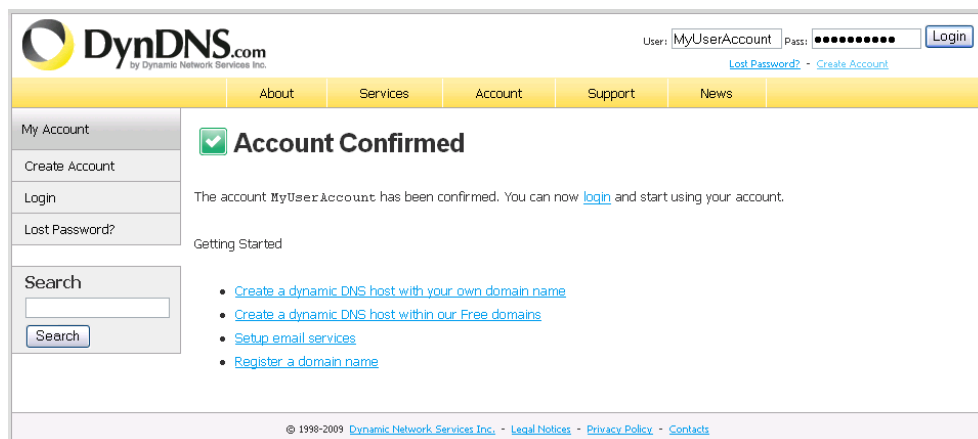 DynDNS.com
by Dynamic Network Services Inc.
User: MyUserAccount Pass: ●●●●●●●●●● Login
Lost Password? - Create Account
About Services Account Support News
My Account
Create Account
Login
Lost Password?
Search
Search
Account Confirmed
The account MyUserAccount has been confirmed. You can now login and start using your account.
Getting Started
• Create a dynamic DNS host with your own domain name
• Create a dynamic DNS host within our Free domains
• Setup email services
• Register a domain name
© 1998-2009 Dynamic Network Services Inc. - Legal Notices - Privacy Policy - Contacts